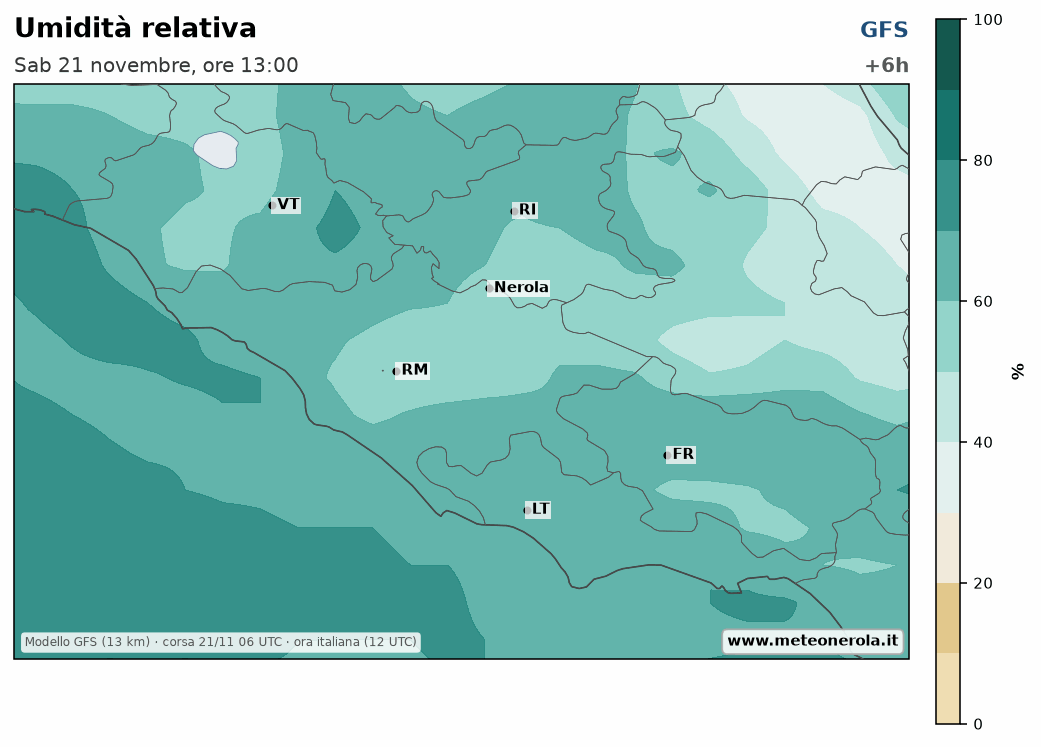 Umidità relativa
GFS
Sab 21 novembre, ore 13:00
+6h
100
80
60
40
20
0
%
VT
RI
Nerola
RM
FR
LT
Modello GFS (13 km) · corsa 21/11 06 UTC · ora italiana (12 UTC)
www.meteonerola.it